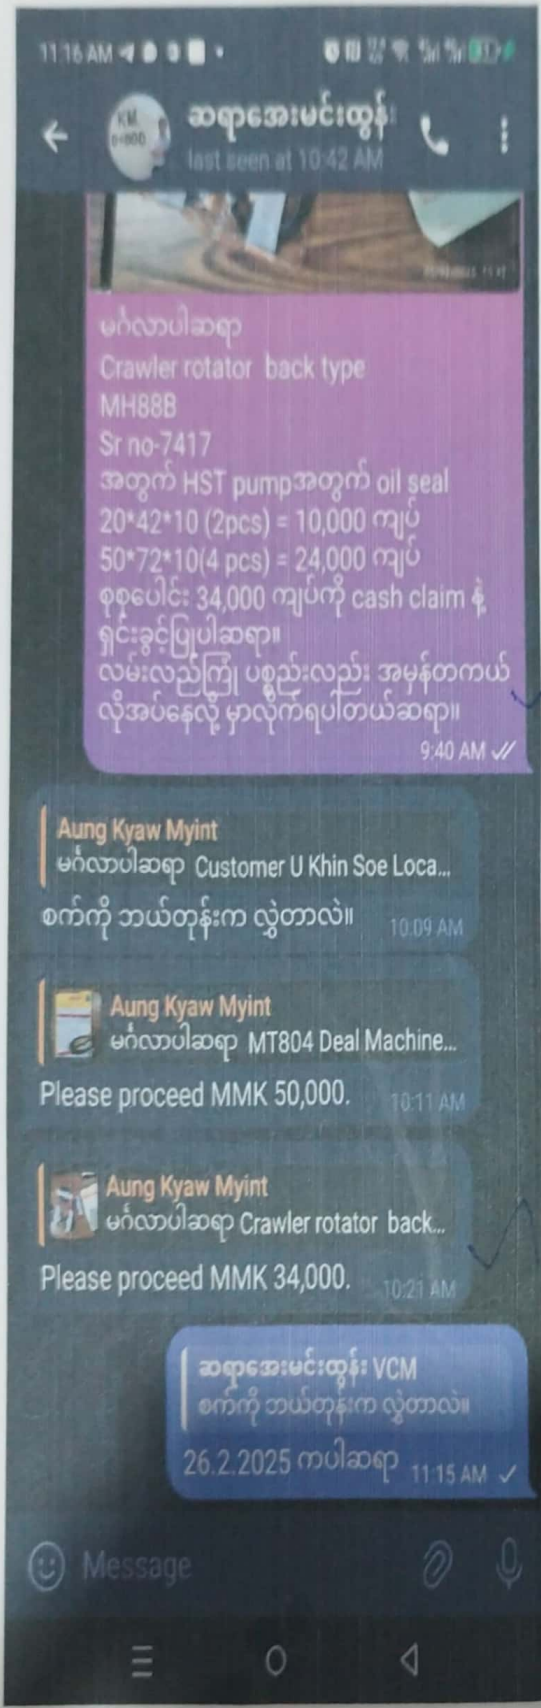 11:16 AM
ဆရာအေးမင်းထွန်း
last seen at 10:42 AM
မင်္ဂလာပါဆရာ
Crawler rotator back type
MH88B
Sr no-7417
အတွက် HST pumpအတွက် oil seal
20*42*10 (2pcs) = 10,000 ကျပ်
50*72*10(4 pcs) = 24,000 ကျပ်
စုစုပေါင်း 34,000 ကျပ်ကို cash claim နဲ့
ရှင်းခွင့်ပြုပါဆရာ။
လမ်းလည်ကြုံ ပစ္စည်းလည်း အမှန်တကယ်
လိုအပ်နေလို့ မှာလိုက်ရပါတယ်ဆရာ။
9:40 AM
Aung Kyaw Myint
မင်္ဂလာပါဆရာ Customer U Khin Soe Loca...
စက်ကို ဘယ်တုန်းက လွှဲတာလဲ။ 10:09 AM
Aung Kyaw Myint
မင်္ဂလာပါဆရာ MT804 Deal Machine...
Please proceed MMK 50,000. 10:11 AM
Aung Kyaw Myint
မင်္ဂလာပါဆရာ Crawler rotator back...
Please proceed MMK 34,000. 10:21 AM
ဆရာအေးမင်းထွန်း VCM
စက်ကို ဘယ်တုန်းက လွှဲတာလဲ။
26.2.2025 ကပါဆရာ 11:15 AM
Message